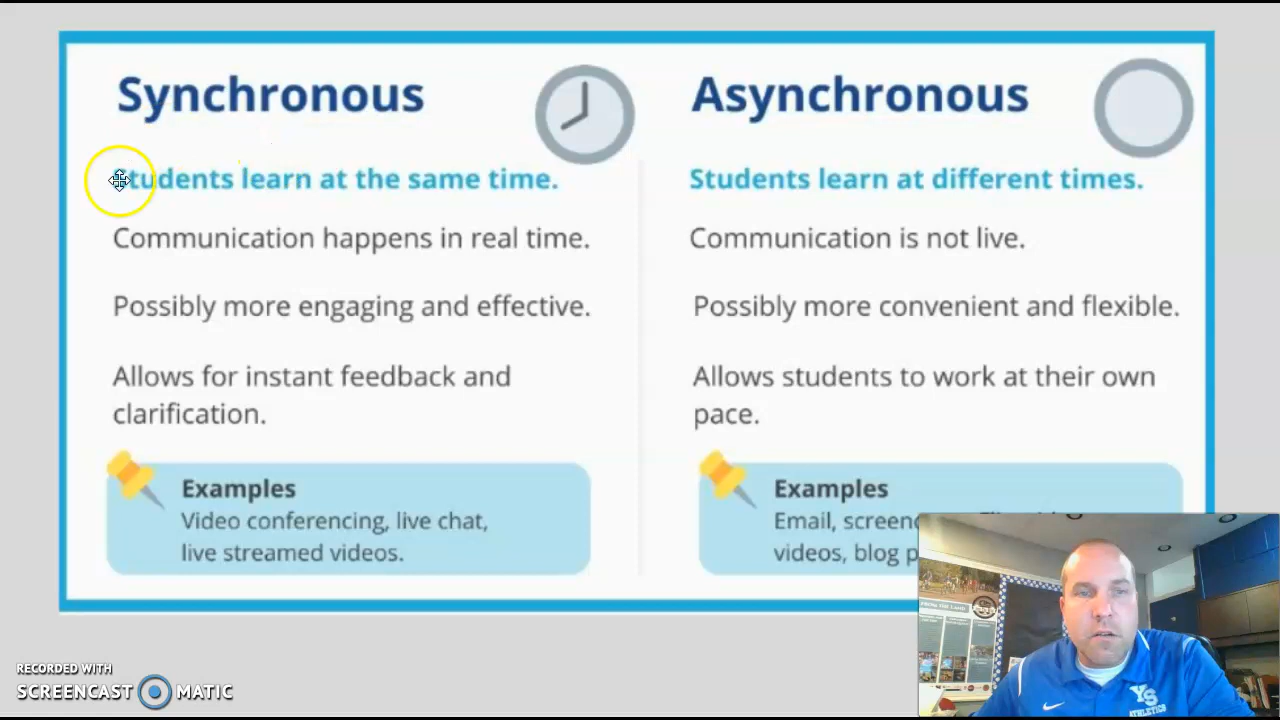 Synchronous
Students learn at the same time.
Communication happens in real time.
Possibly more engaging and effective.
Allows for instant feedback and
clarification.
Examples
Video conferencing, live chat,
live streamed videos.
Asynchronous
Students learn at different times.
Communication is not live.
Possibly more convenient and flexible.
Allows students to work at their own
pace.
Examples
Email,
videos, blog
RECORDED WITH
SCREENCAST MATIC
YS
ATHLETICS